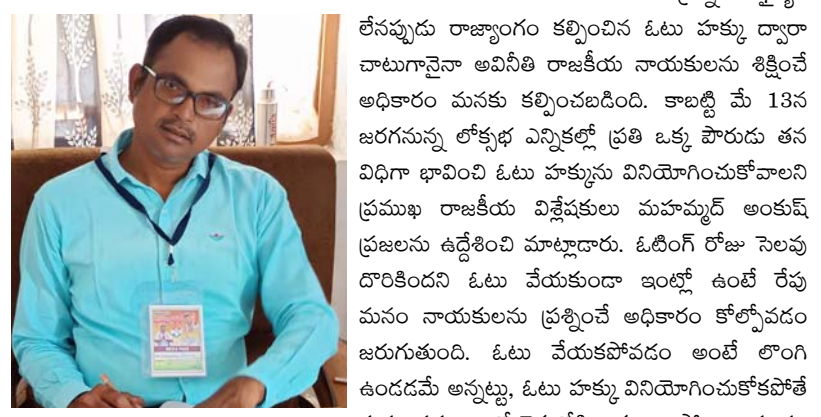 లేనప్పుడు రాజ్యాంగం కల్పించిన ఓటు హక్కు ద్వారా
చాటుగానైనా అవినీతి రాజకీయ నాయకులను శిక్షించే
అధికారం మనకు కల్పించబడింది. కాబట్టి మే 13న
జరగనున్న లోక్సభ ఎన్నికల్లో ప్రతి ఒక్క పౌరుడు తన
విధిగా భావించి ఓటు హక్కును వినియోగించుకోవాలని
ప్రముఖ రాజకీయ విశ్లేషకులు మహమ్మద్ అంకుష్
ప్రజలను ఉద్దేశించి మాట్లాడారు. ఓటింగ్ రోజు సెలవు
దొరికిందని ఓటు వేయకుండా ఇంట్లో ఉంటే రేపు
మనం నాయకులను ప్రశ్నించే అధికారం కోల్పోవడం
జరుగుతుంది. ఓటు వేయకపోవడం అంటే లొంగి
ఉండడమే అన్నట్టు, ఓటు హక్కు వినియోగించుకోకపోతే